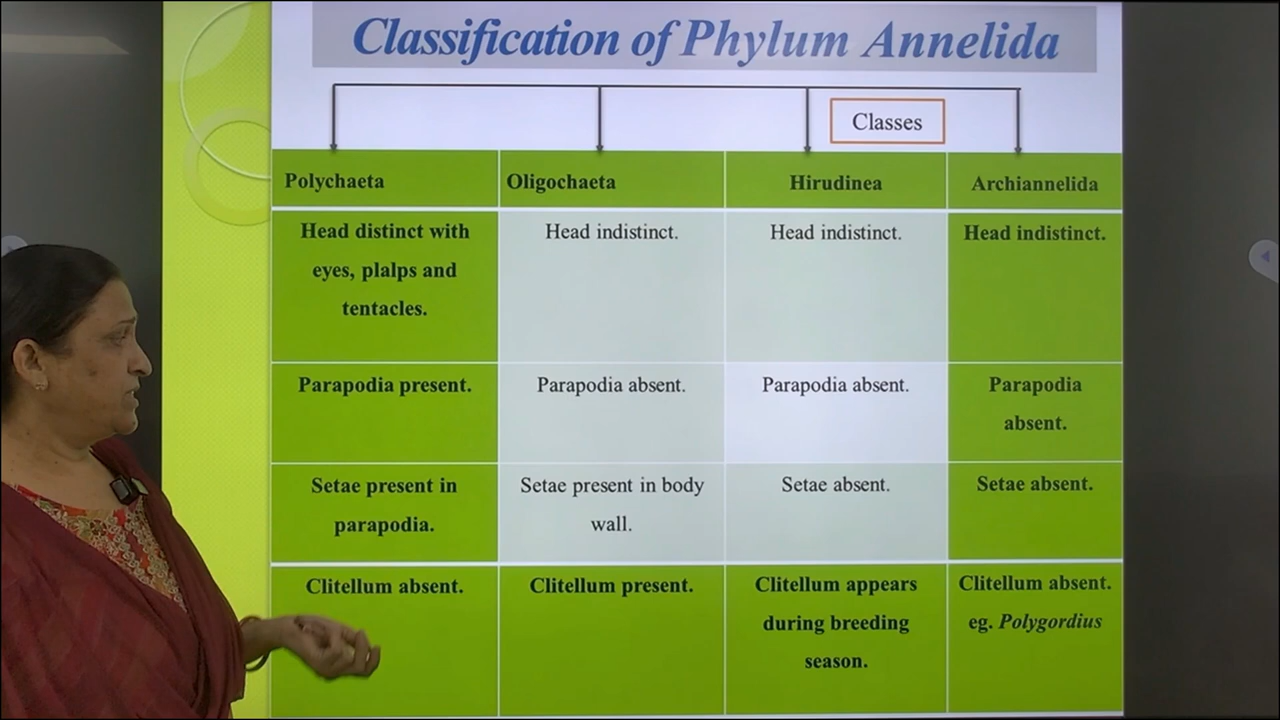 Classification of Phylum Annelida
Classes
Polychaeta
Oligochaeta
Hirudinea
Archiannelida
Head distinct with
eyes, plalps and
tentacles.
Head indistinct.
Head indistinct.
Head indistinct.
Parapodia present.
Parapodia absent.
Parapodia absent.
Parapodia
absent.
Setae present in
parapodia.
Setae present in body
wall.
Setae absent.
Setae absent.
Clitellum absent.
Clitellum present.
Clitellum appears
during breeding
season.
Clitellum absent.
eg. Polygordius